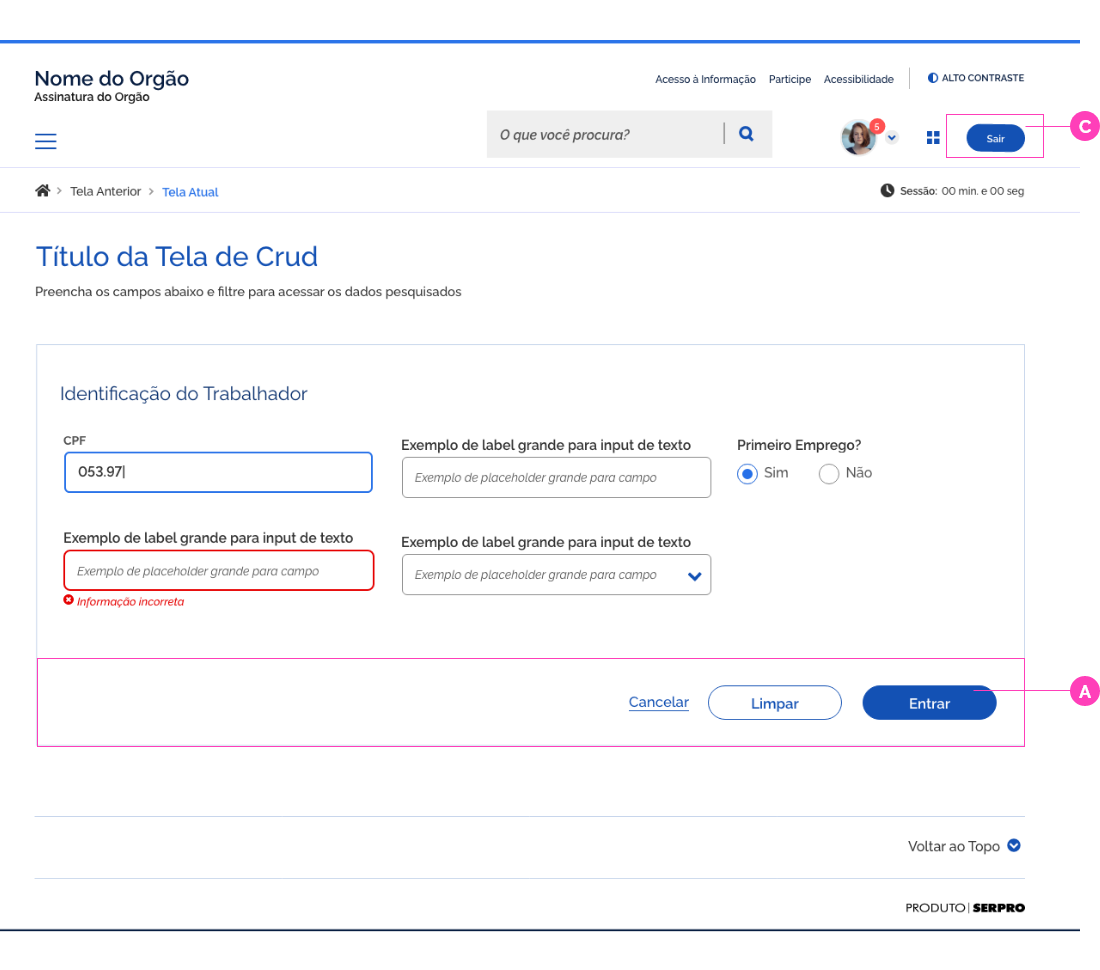 Nome do Orgão
Assinatura do Orgão
Acesso à Informação Participe Acessibilidade ALTO CONTRASTE
O que você procura?
5
Sair
C
Tela Anterior > Tela Atual
Sessão: 00 min. e 00 seg
Título da Tela de Crud
Preencha os campos abaixo e filtre para acessar os dados pesquisados
Identificação do Trabalhador
CPF
053.97|
Exemplo de label grande para input de texto
Exemplo de placeholder grande para campo
Primeiro Emprego?
Sim Não
Exemplo de label grande para input de texto
Exemplo de placeholder grande para campo
Informação incorreta
Exemplo de label grande para input de texto
Exemplo de placeholder grande para campo
Cancelar Limpar Entrar
A
Voltar ao Topo
PRODUTO | SERPRO